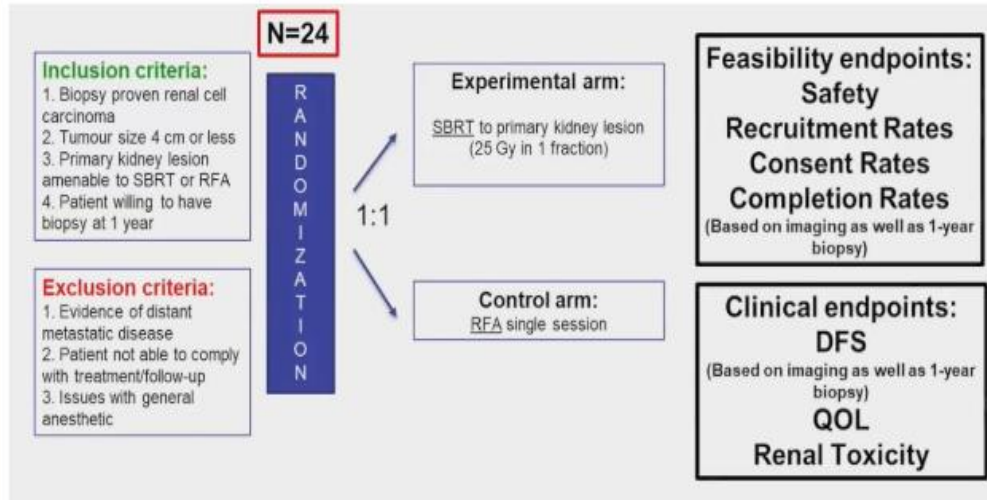 N=24
Inclusion criteria:
1. Biopsy proven renal cell
carcinoma
2. Tumour size 4 cm or less
3. Primary kidney lesion
amenable to SBRT or RFA
4. Patient willing to have
biopsy at 1 year
Exclusion criteria:
1. Evidence of distant
metastatic disease
2. Patient not able to comply
with treatment/follow-up
3. Issues with general
anesthetic
R
A
N
D
O
M
I
Z
A
T
I
O
N
1:1
Experimental arm:
SBRT to primary kidney lesion
(25 Gy in 1 fraction)
Control arm:
RFA single session
Feasibility endpoints:
Safety
Recruitment Rates
Consent Rates
Completion Rates
(Based on imaging as well as 1-year
biopsy)
Clinical endpoints:
DFS
(Based on imaging as well as 1-year
biopsy)
QOL
Renal Toxicity